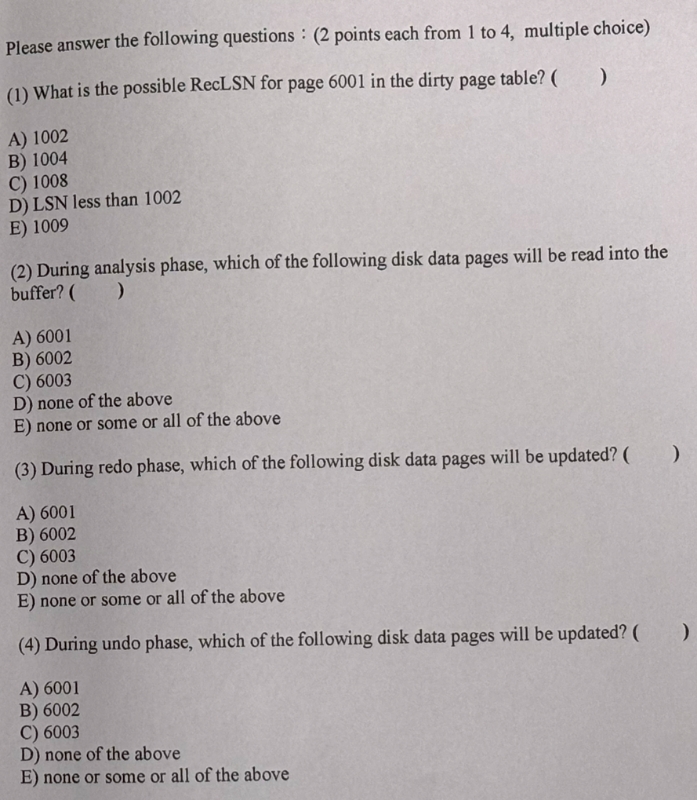 Please answer the following questions：(2 points each from 1 to 4, multiple choice)
(1) What is the possible RecLSN for page 6001 in the dirty page table? ( )
A) 1002
B) 1004
C) 1008
D) LSN less than 1002
E) 1009
(2) During analysis phase, which of the following disk data pages will be read into the
buffer? ( )
A) 6001
B) 6002
C) 6003
D) none of the above
E) none or some or all of the above
(3) During redo phase, which of the following disk data pages will be updated? ( )
A) 6001
B) 6002
C) 6003
D) none of the above
E) none or some or all of the above
(4) During undo phase, which of the following disk data pages will be updated? ( )
A) 6001
B) 6002
C) 6003
D) none of the above
E) none or some or all of the above